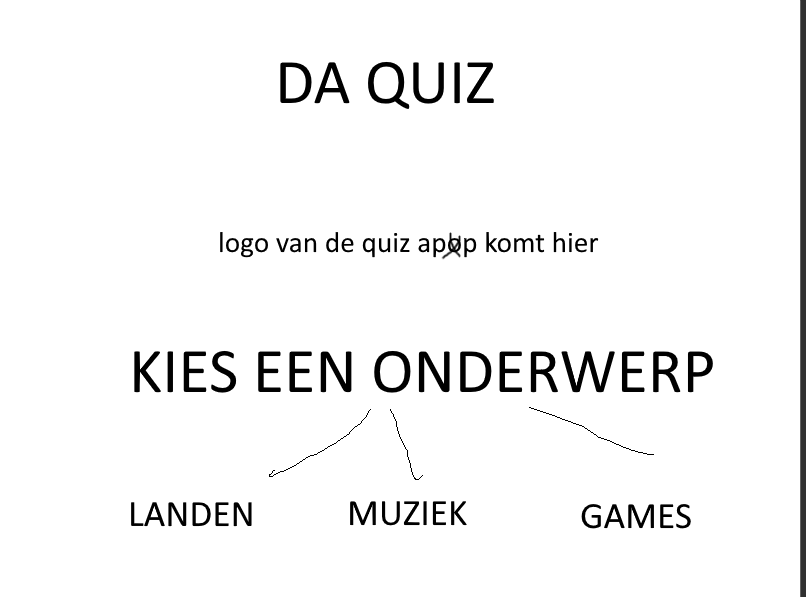 DA QUIZ
logo van de quiz app komt hier
KIES EEN ONDERWERP
LANDEN MUZIEK GAMES